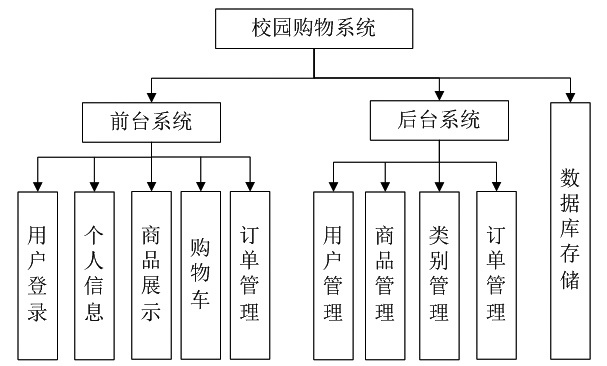 校园购物系统
前台系统
后台系统
数据库存储
用户登录
个人信息
商品展示
购物车
订单管理
用户管理
商品管理
类别管理
订单管理